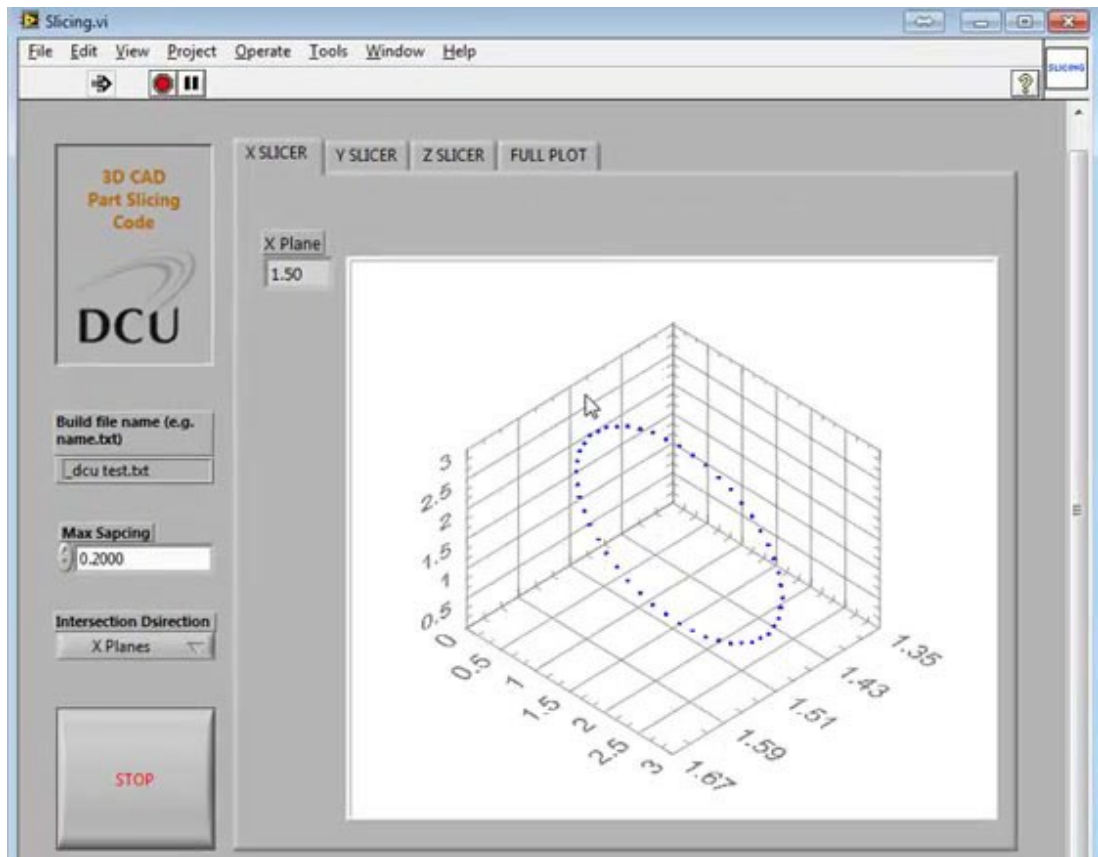 Slicing.vi
File Edit View Project Operate Tools Window Help
SLICING
3D CAD
Part Slicing
Code
DCU
X SLICER Y SLICER Z SLICER FULL PLOT
X Plane
1.50
Build file name (e.g.
name.txt)
_dcu test.txt
Max Sapcing
0.2000
Intersection Dsirection
X Planes
STOP
3
2.5
2
1.5
1
0.5
0
0.5
1
1.5
2
2.5
3
1.35
1.43
1.51
1.59
1.67